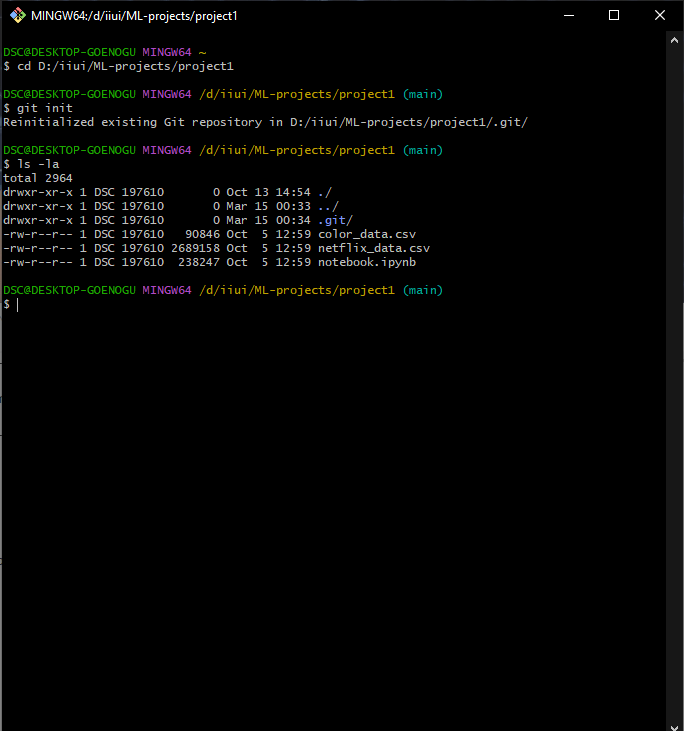 MINGW64:/d/iiui/ML-projects/project1
DSC@DESKTOP-GOENOGU MINGW64 ~
$ cd D:/iiui/ML-projects/project1
DSC@DESKTOP-GOENOGU MINGW64 /d/iiui/ML-projects/project1 (main)
$ git init
Reinitialized existing Git repository in D:/iiui/ML-projects/project1/.git/
DSC@DESKTOP-GOENOGU MINGW64 /d/iiui/ML-projects/project1 (main)
$ ls -la
total 2964
drwxr-xr-x 1 DSC 197610       0 Oct 13 14:54 ./
drwxr-xr-x 1 DSC 197610       0 Mar 15 00:33 ../
drwxr-xr-x 1 DSC 197610       0 Mar 15 00:34 .git/
-rw-r--r-- 1 DSC 197610   90846 Oct  5 12:59 color_data.csv
-rw-r--r-- 1 DSC 197610 2689158 Oct  5 12:59 netflix_data.csv
-rw-r--r-- 1 DSC 197610  238247 Oct  5 12:59 notebook.ipynb
DSC@DESKTOP-GOENOGU MINGW64 /d/iiui/ML-projects/project1 (main)
$